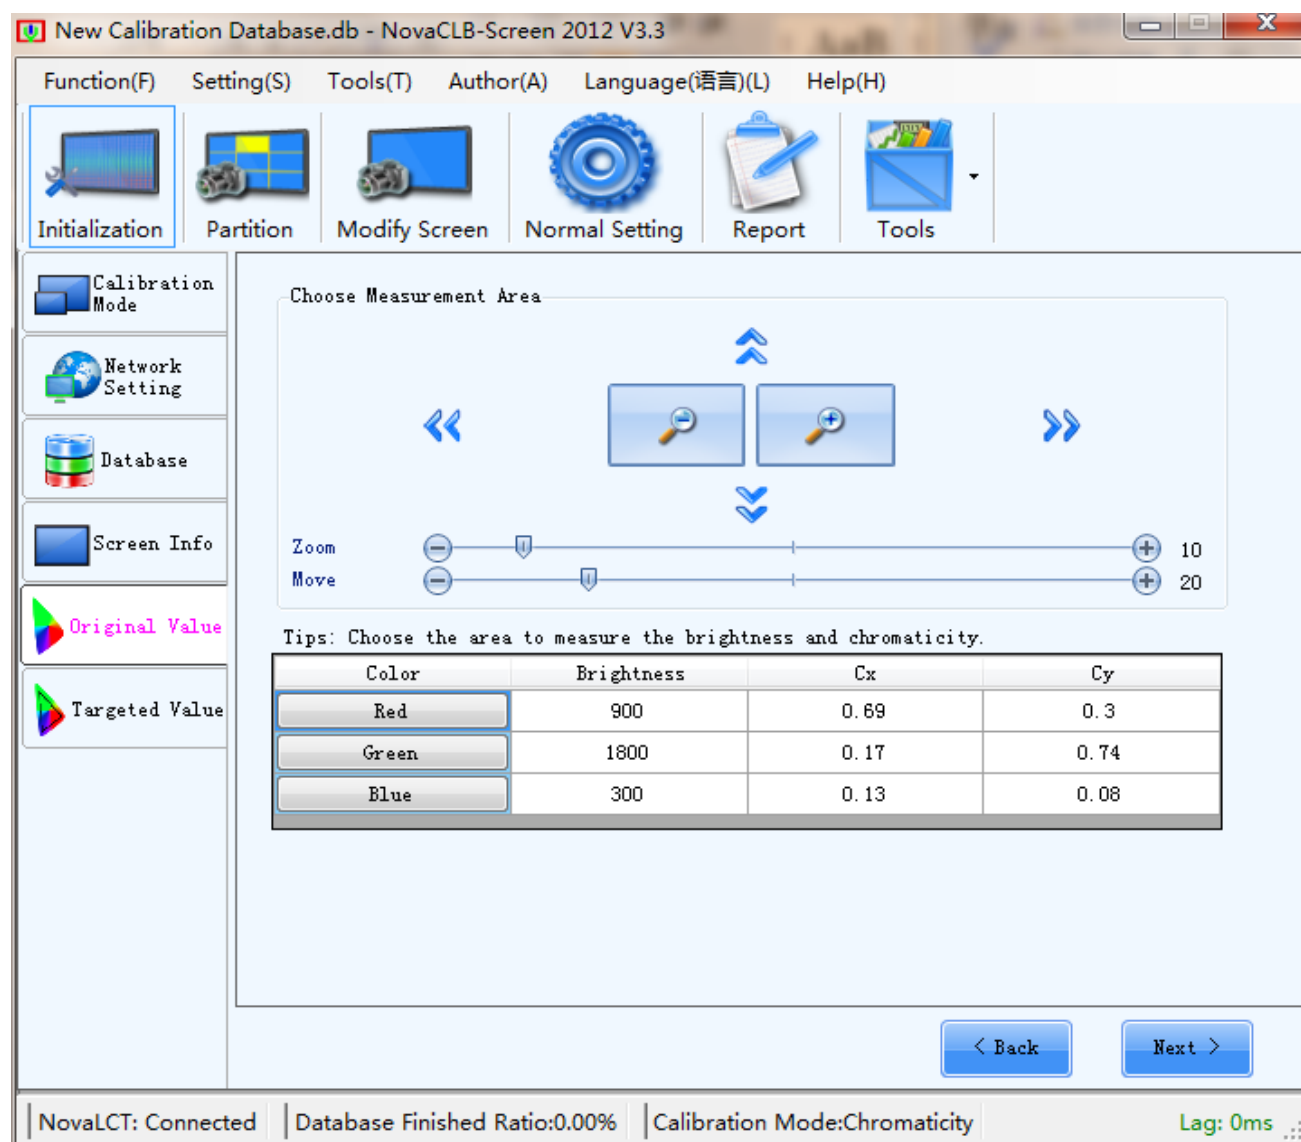 New Calibration Database.db - NovaCLB-Screen 2012 V3.3
Function(F) Setting(S) Tools(T) Author(A) Language(语言)(L) Help(H)
Initialization Partition Modify Screen Normal Setting Report Tools
Calibration
Mode
Network
Setting
Database
Screen Info
Original Value
Targeted Value
Choose Measurement Area
Zoom 10
Move 20
Tips: Choose the area to measure the brightness and chromaticity.
Color Brightness Cx Cy
Red 900 0.69 0.3
Green 1800 0.17 0.74
Blue 300 0.13 0.08
< Back Next >
NovaLCT: Connected Database Finished Ratio:0.00% Calibration Mode:Chromaticity Lag: 0ms